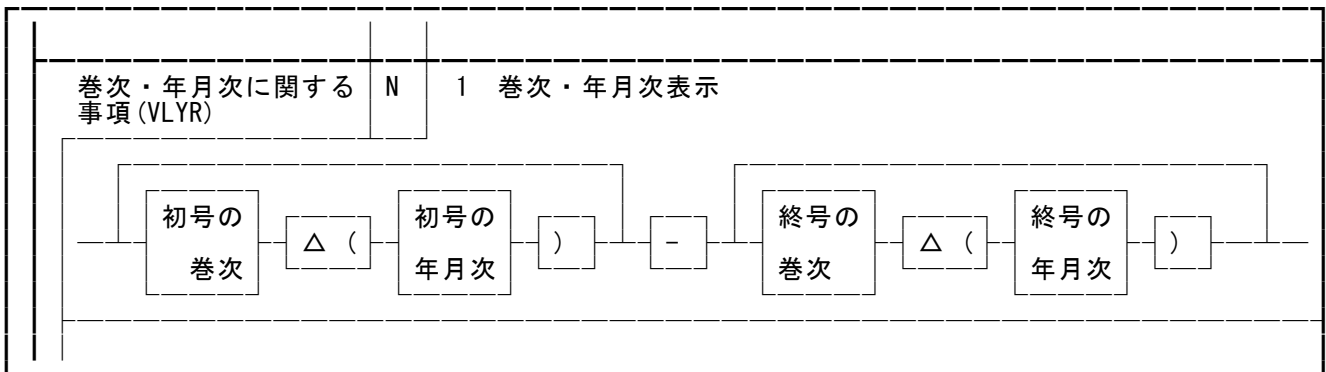 巻次・年月次に関する N 1 巻次・年月次表示
事項(VLYR)
初号の 初号の 終号の 終号の
△ ( ) - △ ( )
巻次 年月次 巻次 年月次